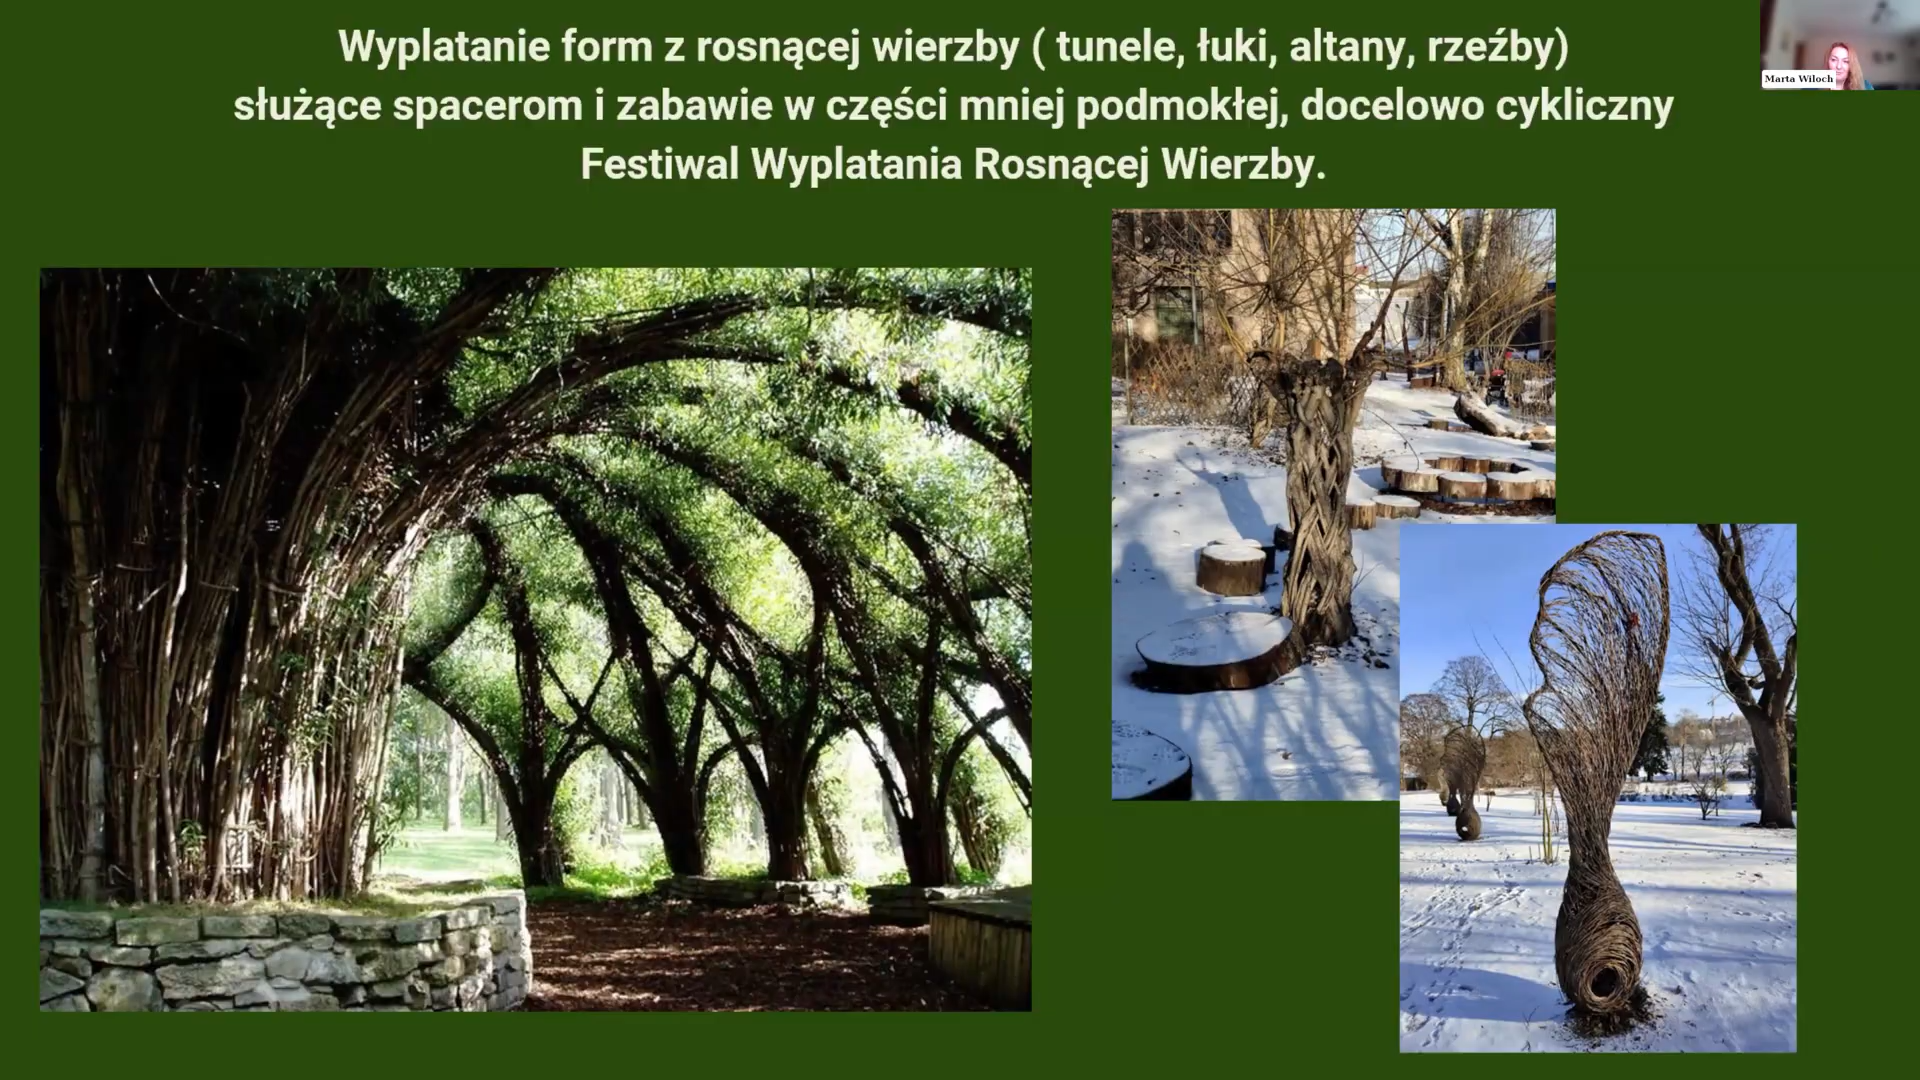 Wyplatanie form z rosnącej wierzby ( tunele, łuki, altany, rzeźby)
służące spacerom i zabawie w części mniej podmokłej, docelowo cykliczny
Festiwal Wyplatania Rosnącej Wierzby.
Marta Wiloch